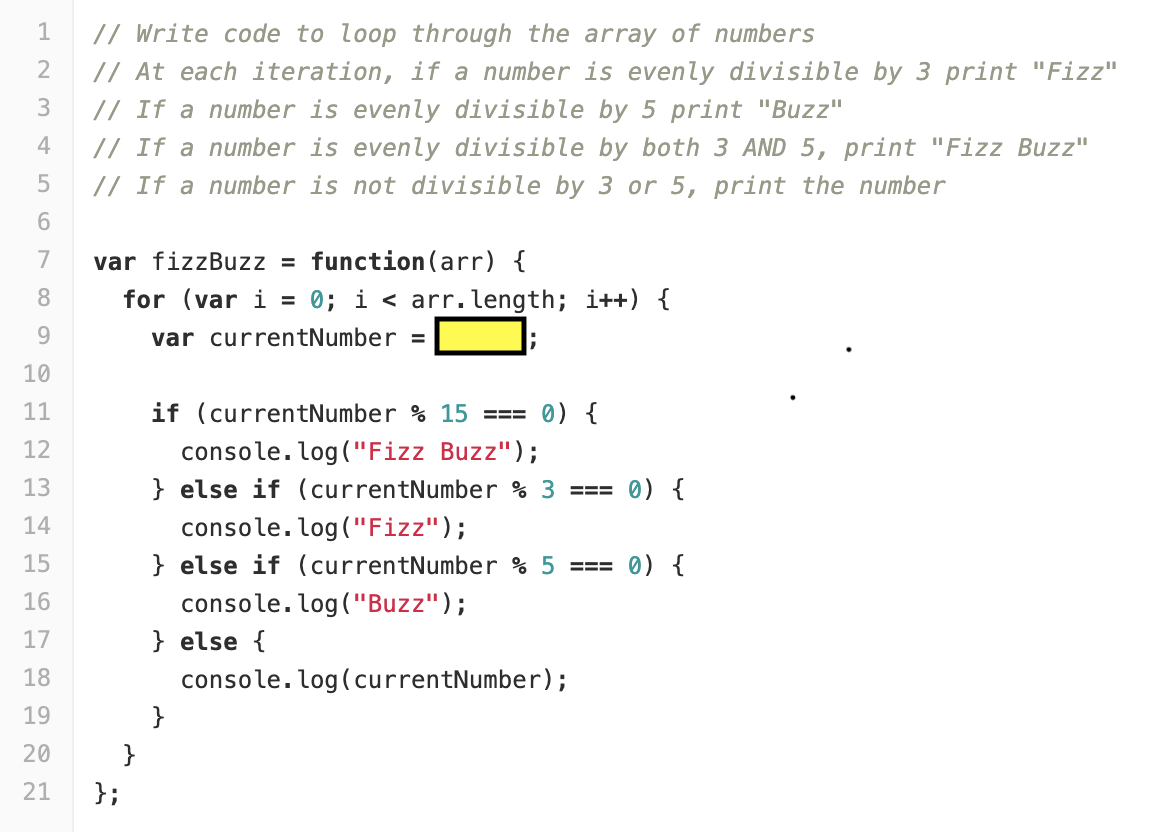 1 // Write code to loop through the array of numbers
2 // At each iteration, if a number is evenly divisible by 3 print "Fizz"
3 // If a number is evenly divisible by 5 print "Buzz"
4 // If a number is evenly divisible by both 3 AND 5, print "Fizz Buzz"
5 // If a number is not divisible by 3 or 5, print the number
6
7 var fizzBuzz = function(arr) {
8   for (var i = 0; i < arr.length; i++) {
9     var currentNumber = ;
10
11     if (currentNumber % 15 === 0) {
12       console.log("Fizz Buzz");
13     } else if (currentNumber % 3 === 0) {
14       console.log("Fizz");
15     } else if (currentNumber % 5 === 0) {
16       console.log("Buzz");
17     } else {
18       console.log(currentNumber);
19     }
20   }
21 };